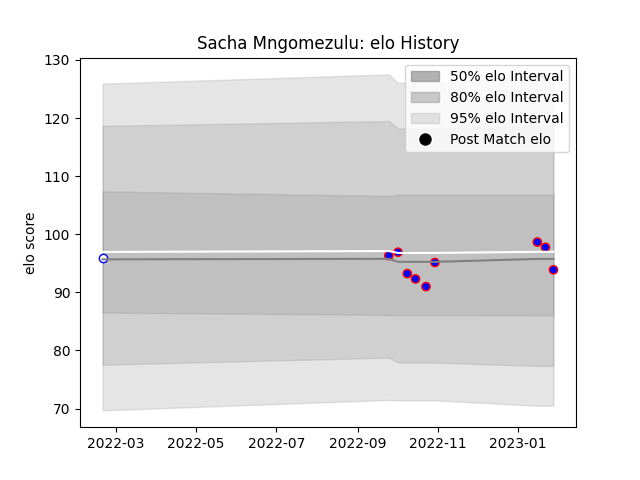 Sacha Mngomezulu: elo History
50% elo Interval
80% elo Interval
95% elo Interval
Post Match elo
elo score
130
120
110
100
90
80
70
2022-03 2022-05 2022-07 2022-09 2022-11 2023-01